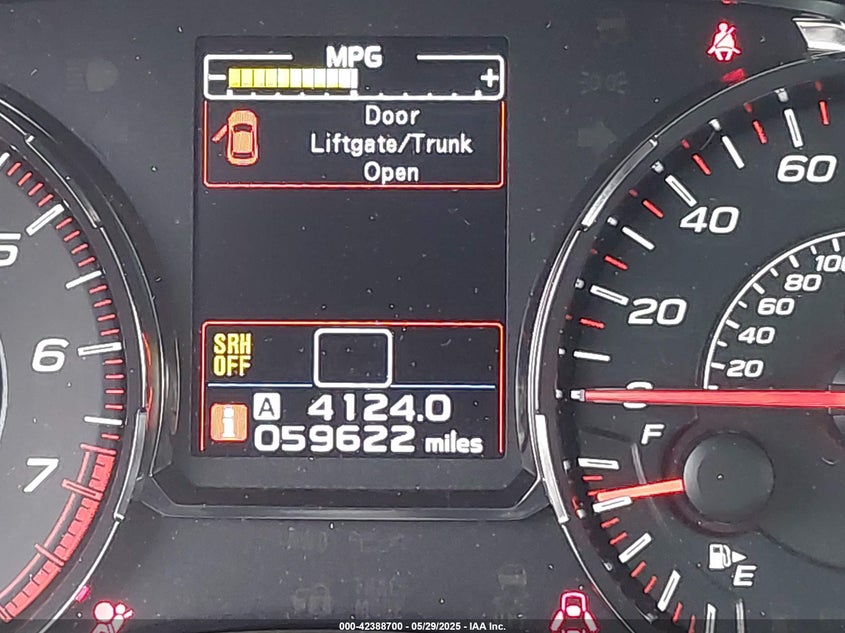 MPG
- +
Door
Liftgate/Trunk
Open
SRH
OFF
A 4124.0
i 059622 miles
5
6
7
60
40
20
100
80
60
40
20
F
E
000-42388700 - 05/29/2025 - IAA Inc.